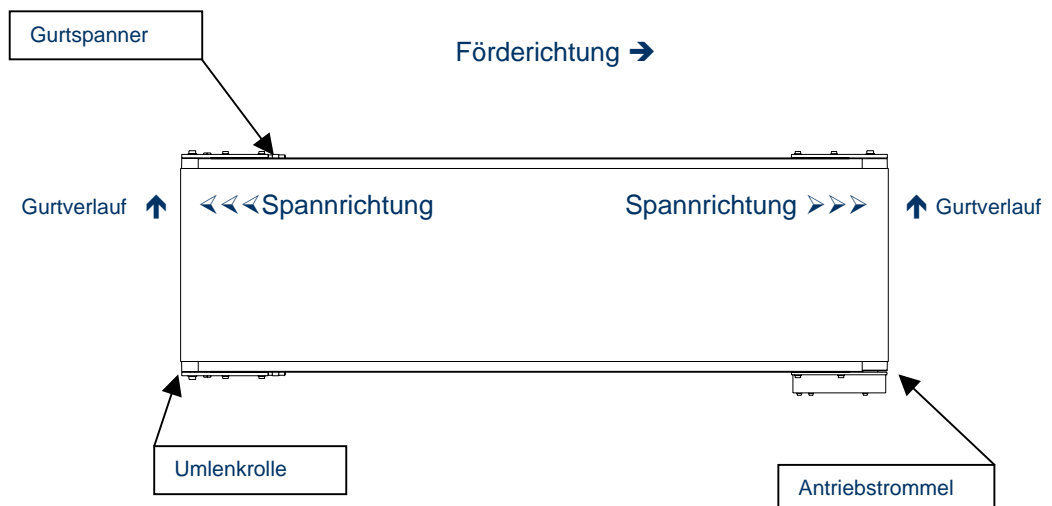 Gurtspanner
Förderichtung →
Gurtverlauf ↑ <<<Spannrichtung Spannrichtung >>> ↑ Gurtverlauf
Umlenkrolle
Antriebstrommel